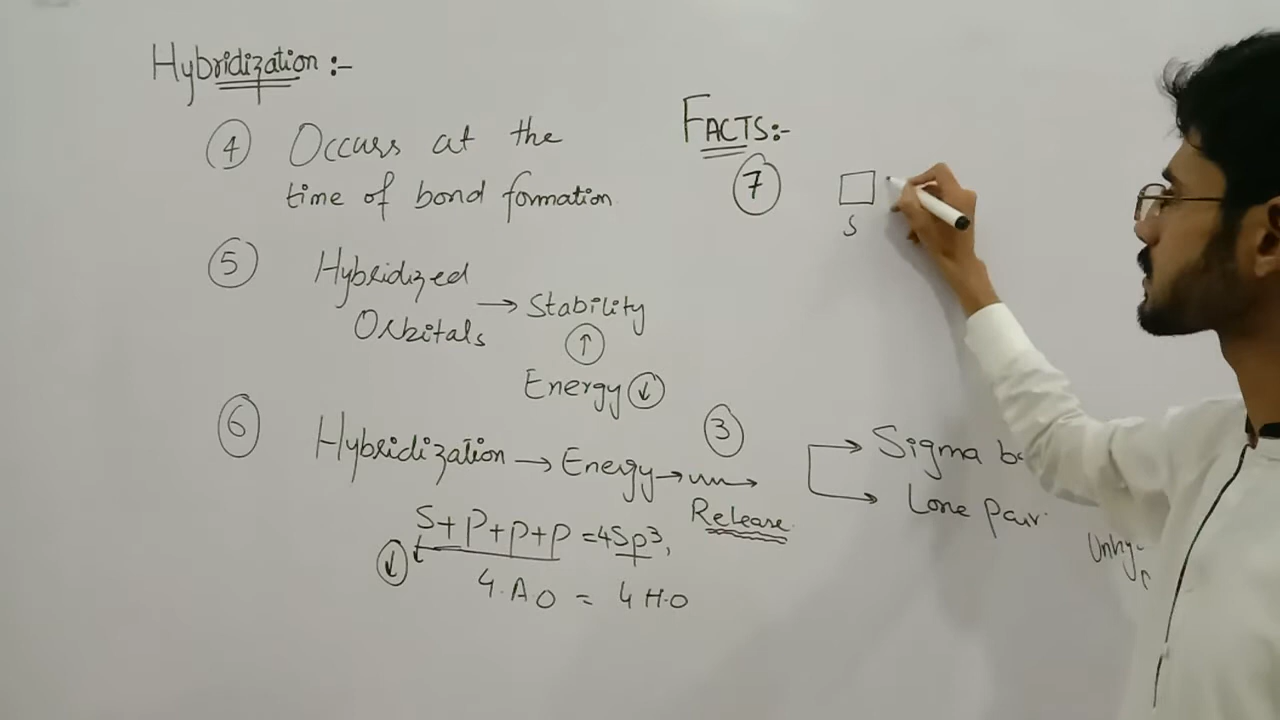 Hybridization :-
④ Occurs at the
time of bond formation
⑤ Hybridized
Orbitals → Stability
↑
Energy ↓
⑥ Hybridization → Energy →
Release
S+P+P+P = 4Sp³,
↓
4.A.O = 4H.O
FACTS:-
⑦
S
③
→ Sigma
→ Lone Pair